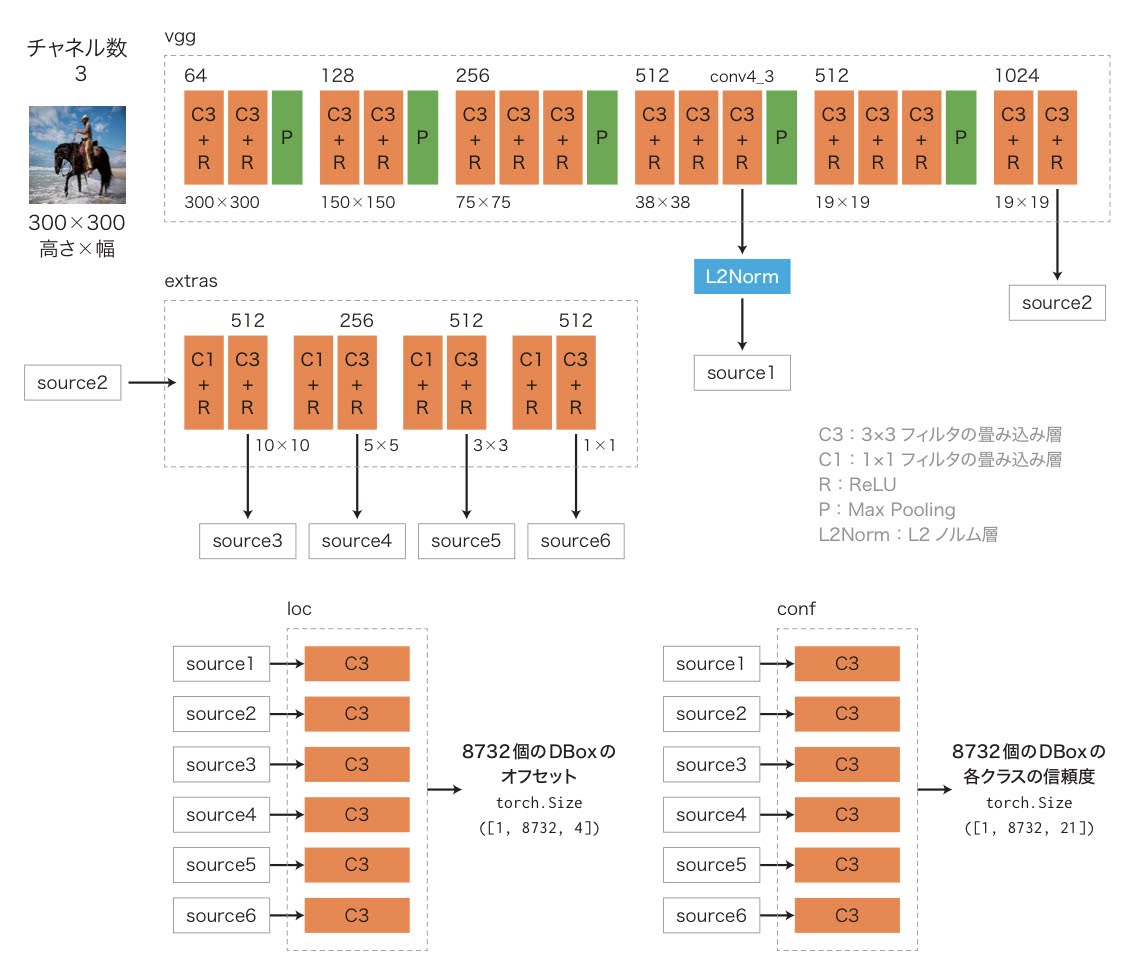 チャネル数
3
300×300
高さ×幅
vgg
64 128 256 512 conv4_3 512 1024
C3 + R C3 + R P C3 + R C3 + R P C3 + R C3 + R C3 + R P C3 + R C3 + R C3 + R P C3 + R C3 + R C3 + R P C3 + R C3 + R
300×300 150×150 75×75 38×38 19×19 19×19
L2Norm
source1
source2
extras
512 256 512 512
source2
C1 + R C3 + R C1 + R C3 + R C1 + R C3 + R C1 + R C3 + R
10×10 5×5 3×3 1×1
source3 source4 source5 source6
C3：3×3フィルタの畳み込み層
C1：1×1フィルタの畳み込み層
R：ReLU
P：Max Pooling
L2Norm：L2ノルム層
loc
source1 C3
source2 C3
source3 C3
source4 C3
source5 C3
source6 C3
8732個のDBoxの
オフセット
torch.Size
([1, 8732, 4])
conf
source1 C3
source2 C3
source3 C3
source4 C3
source5 C3
source6 C3
8732個のDBoxの
各クラスの信頼度
torch.Size
([1, 8732, 21])